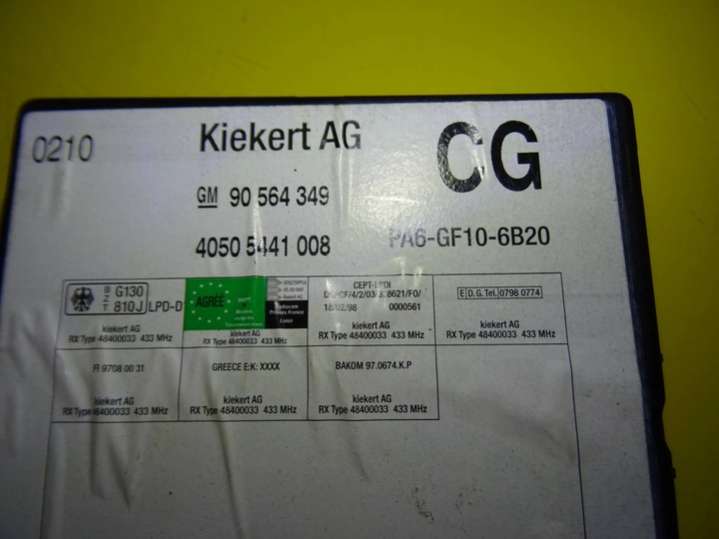 0210
Kiekert AG
CG
GM 90 564 349
4050 5441 008
PA6-GF10-6B20
B Z T G130 810J LPD-D
kiekert AG
RX Type 48400033 433 MHz
AGRÉÉ
kiekert AG
RX Type 48400033 433 MHz
CEPT-LPDI
18/02/98 0000561
kiekert AG
RX Type 48400033 433 MHz
E D.G.Tel. 0798 0774
kiekert AG
RX Type 48400033 433 MHz
FI 9708 00 31
kiekert AG
RX Type 48400033 433 MHz
GREECE E:K: XXXX
kiekert AG
RX Type 48400033 433 MHz
BAKOM 97.0674.K.P
kiekert AG
RX Type 48400033 433 MHz